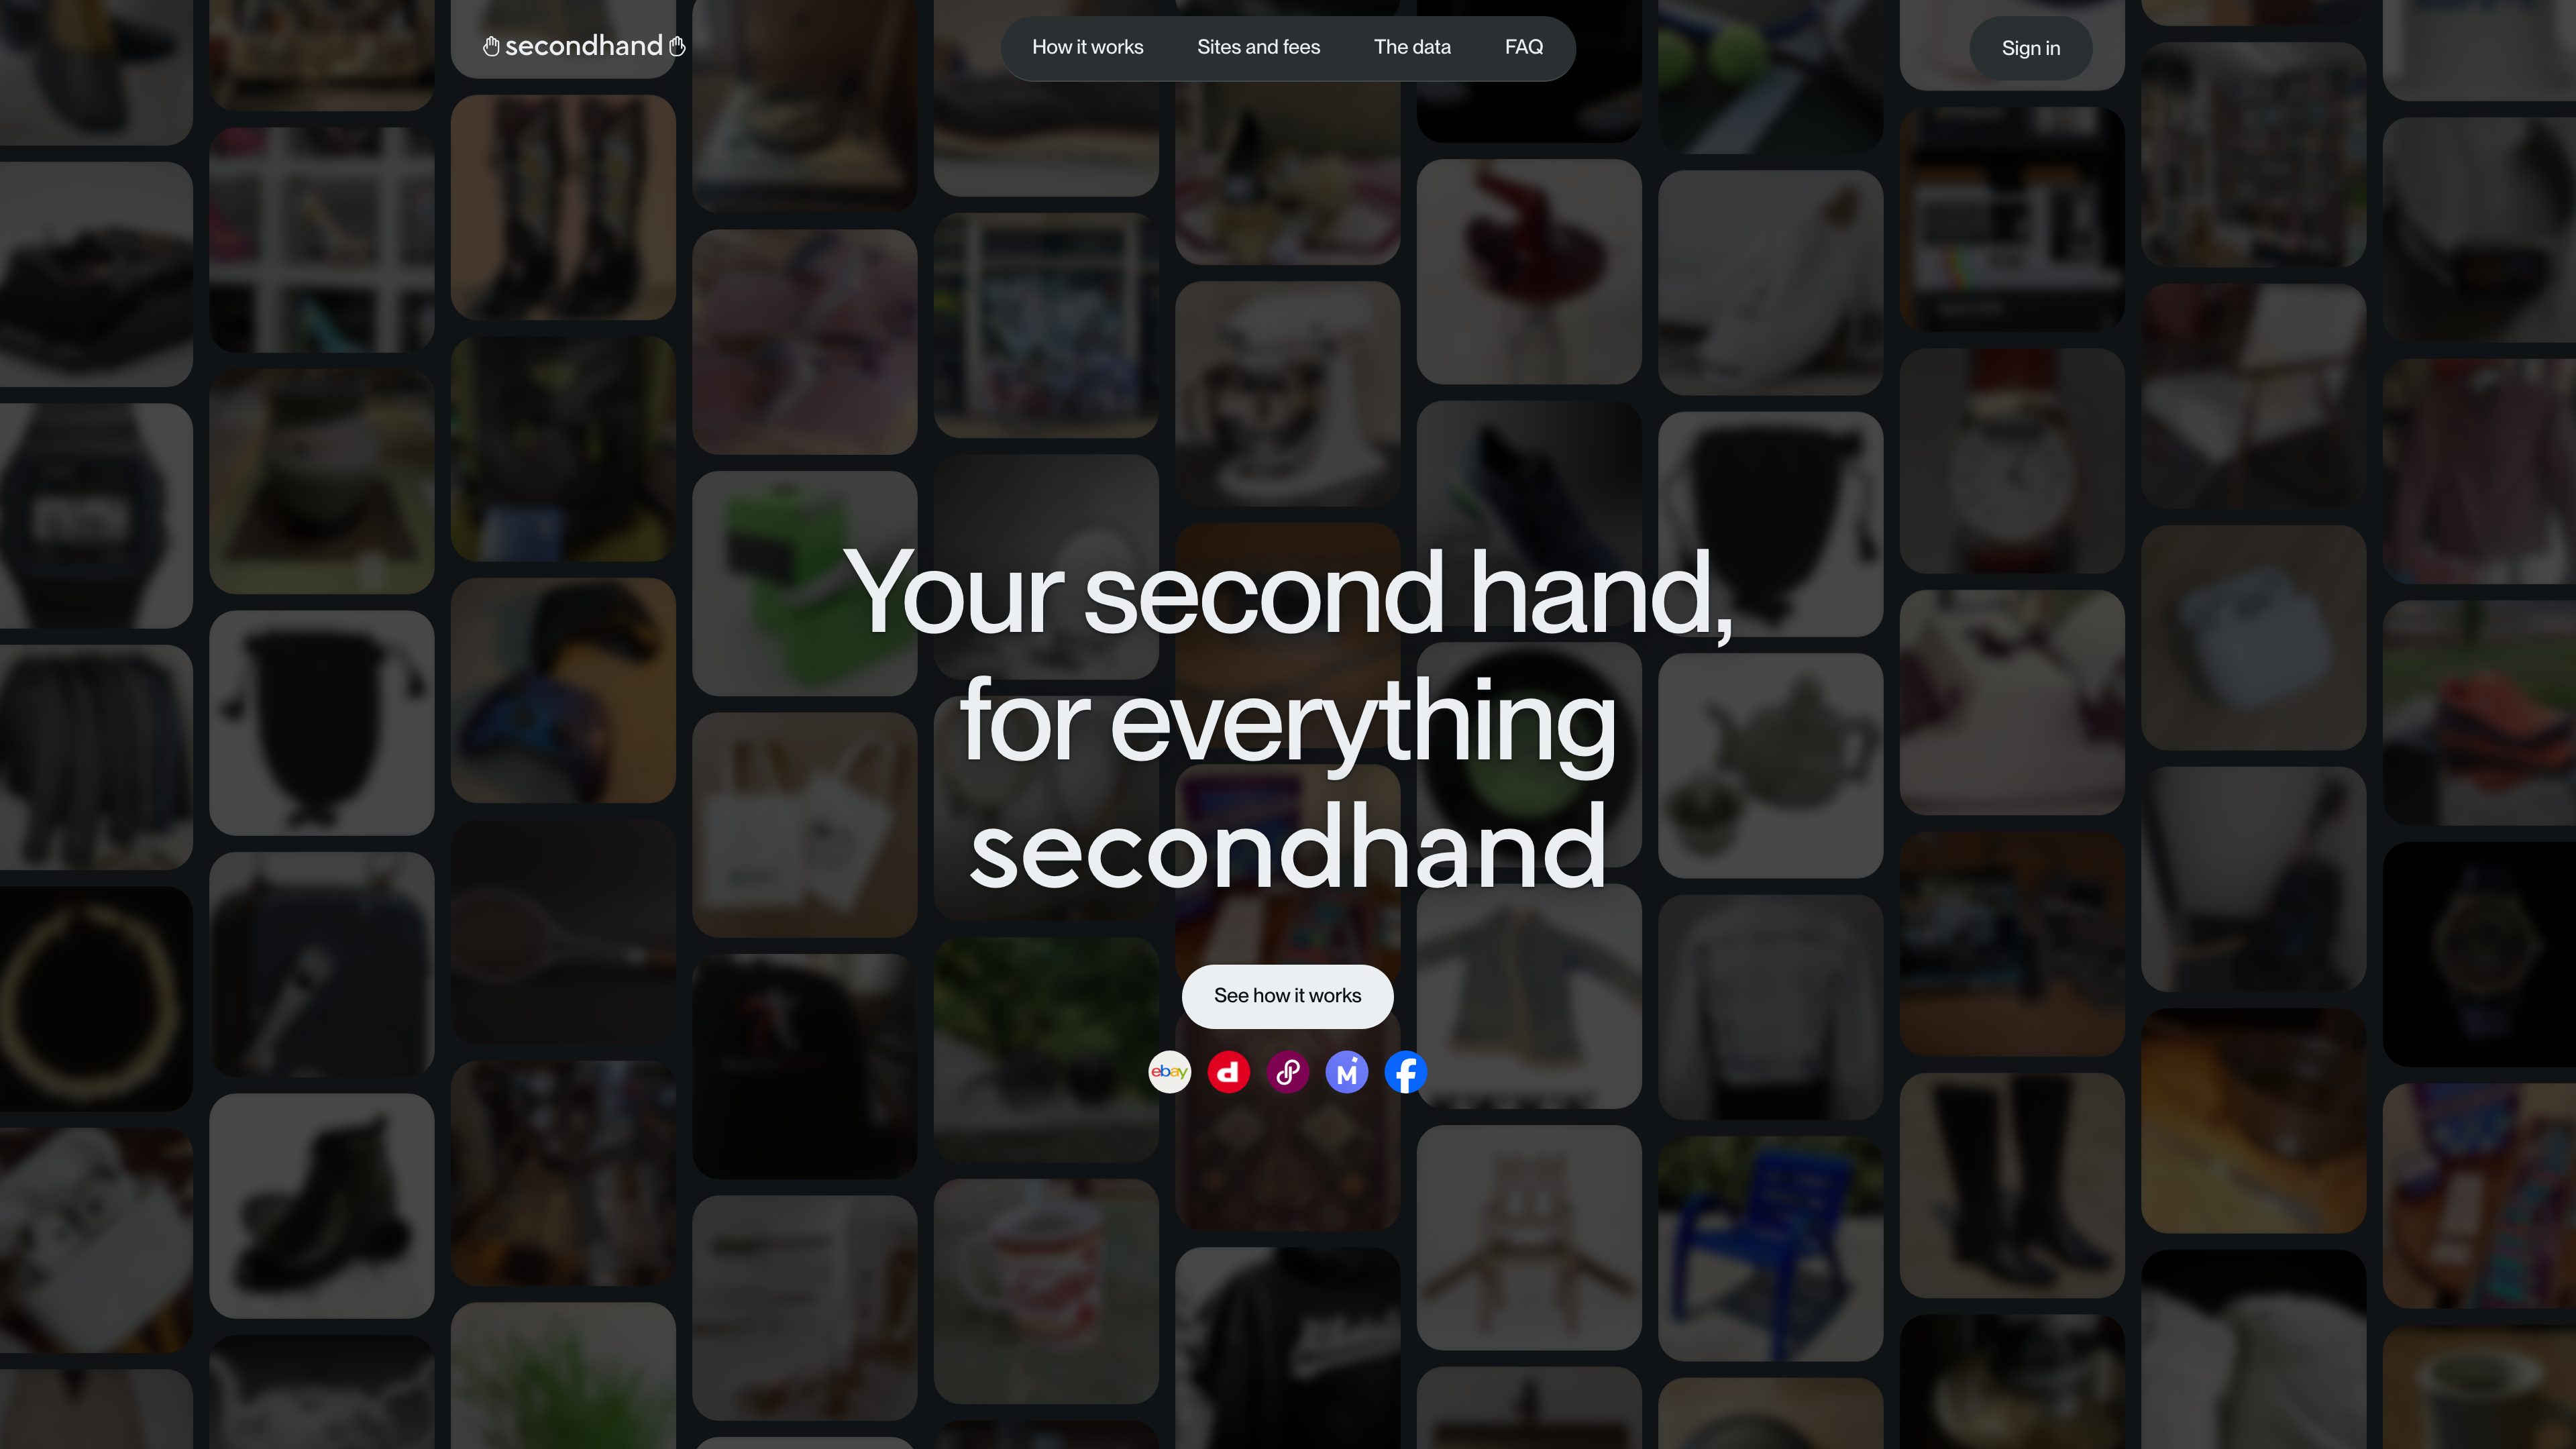 secondhand
How it works
Sites and fees
The data
FAQ
Sign in
Your second hand,
for everything
secondhand
See how it works
ebay